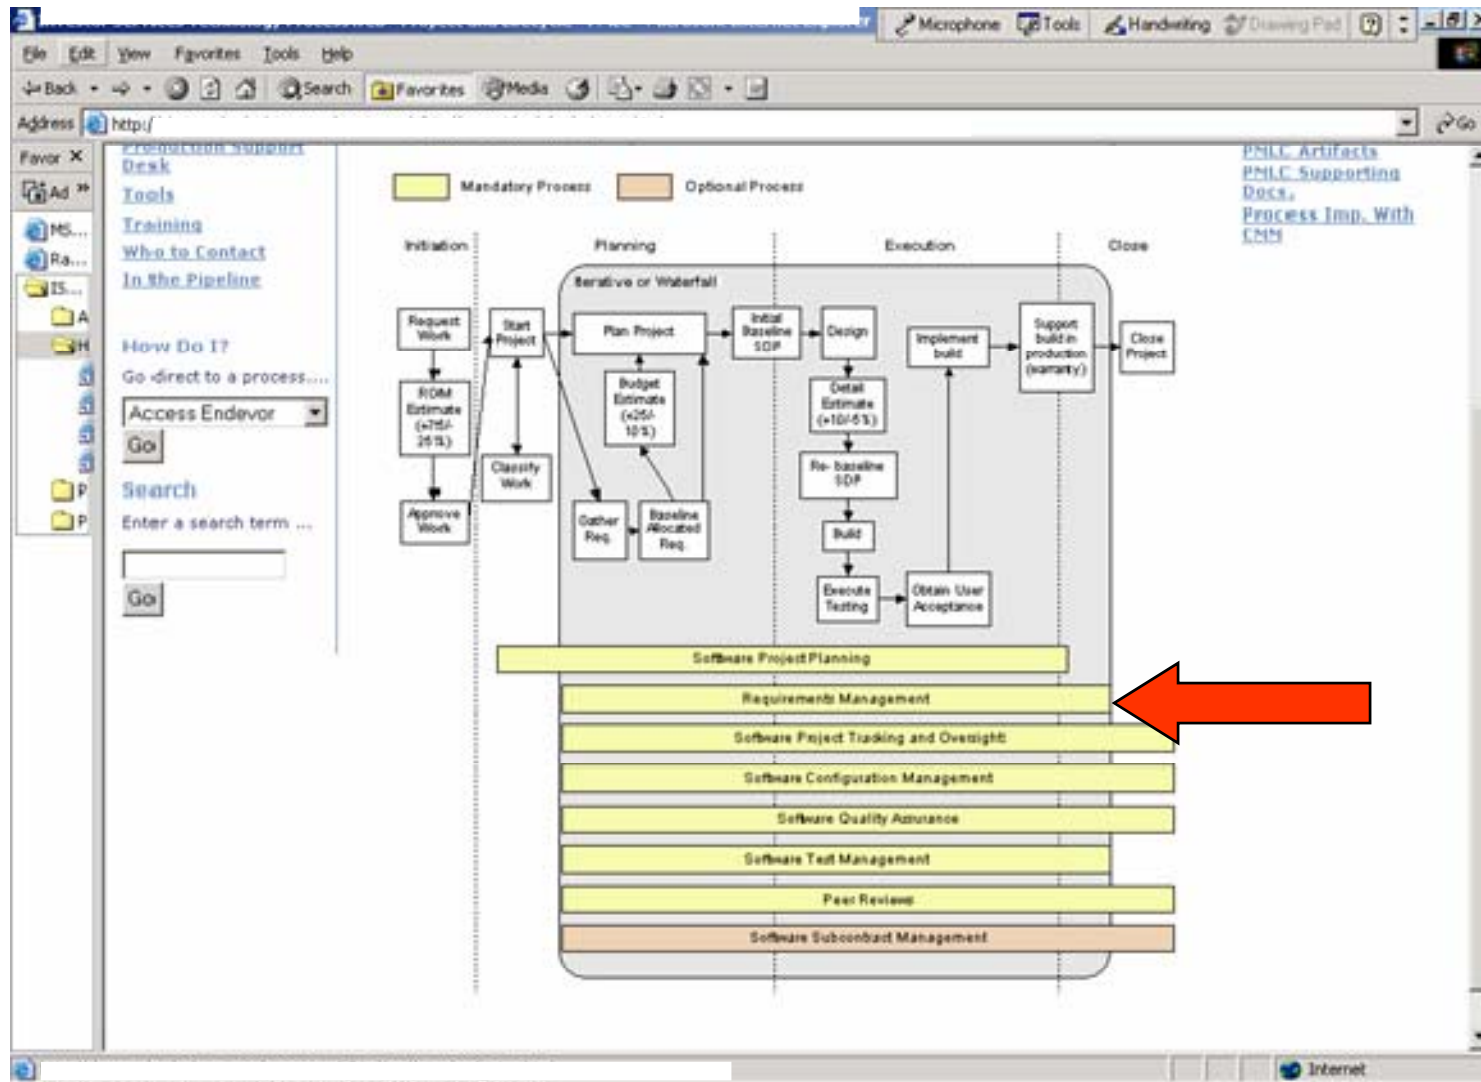 Microphone Tools Handwriting Drawing Pad
File Edit View Favorites Tools Help
Back Search Favorites Media
Address http:/ Go
Favor
Ad
MS...
Ra...
IS...
A
H
P
P
Production Support
Desk
Tools
Training
Who to Contact
In the Pipeline
How Do I?
Go direct to a process....
Access Endevor
Go
Search
Enter a search term ...
Go
PMLC Artifacts
PMLC Supporting
Docs.
Process Imp. With
CMM
Mandatory Process
Optional Process
Initiation
Planning
Execution
Close
Iterative or Waterfall
Request
Work
ROM
Estimate
(+75/-
25%)
Approve
Work
Start
Project
Classify
Work
Plan Project
Budget
Estimate
(+25/-
10%)
Gather
Req.
Baseline
Allocated
Req.
Initial
Baseline
SDP
Design
Detail
Estimate
(+10/-5%)
Re- baseline
SDP
Build
Execute
Testing
Obtain User
Acceptance
Implement
build
Support
build in
production
(warranty)
Close
Project
Software Project Planning
Requirements Management
Software Project Tracking and Oversight
Software Configuration Management
Software Quality Assurance
Software Test Management
Peer Reviews
Software Subcontract Management
Internet